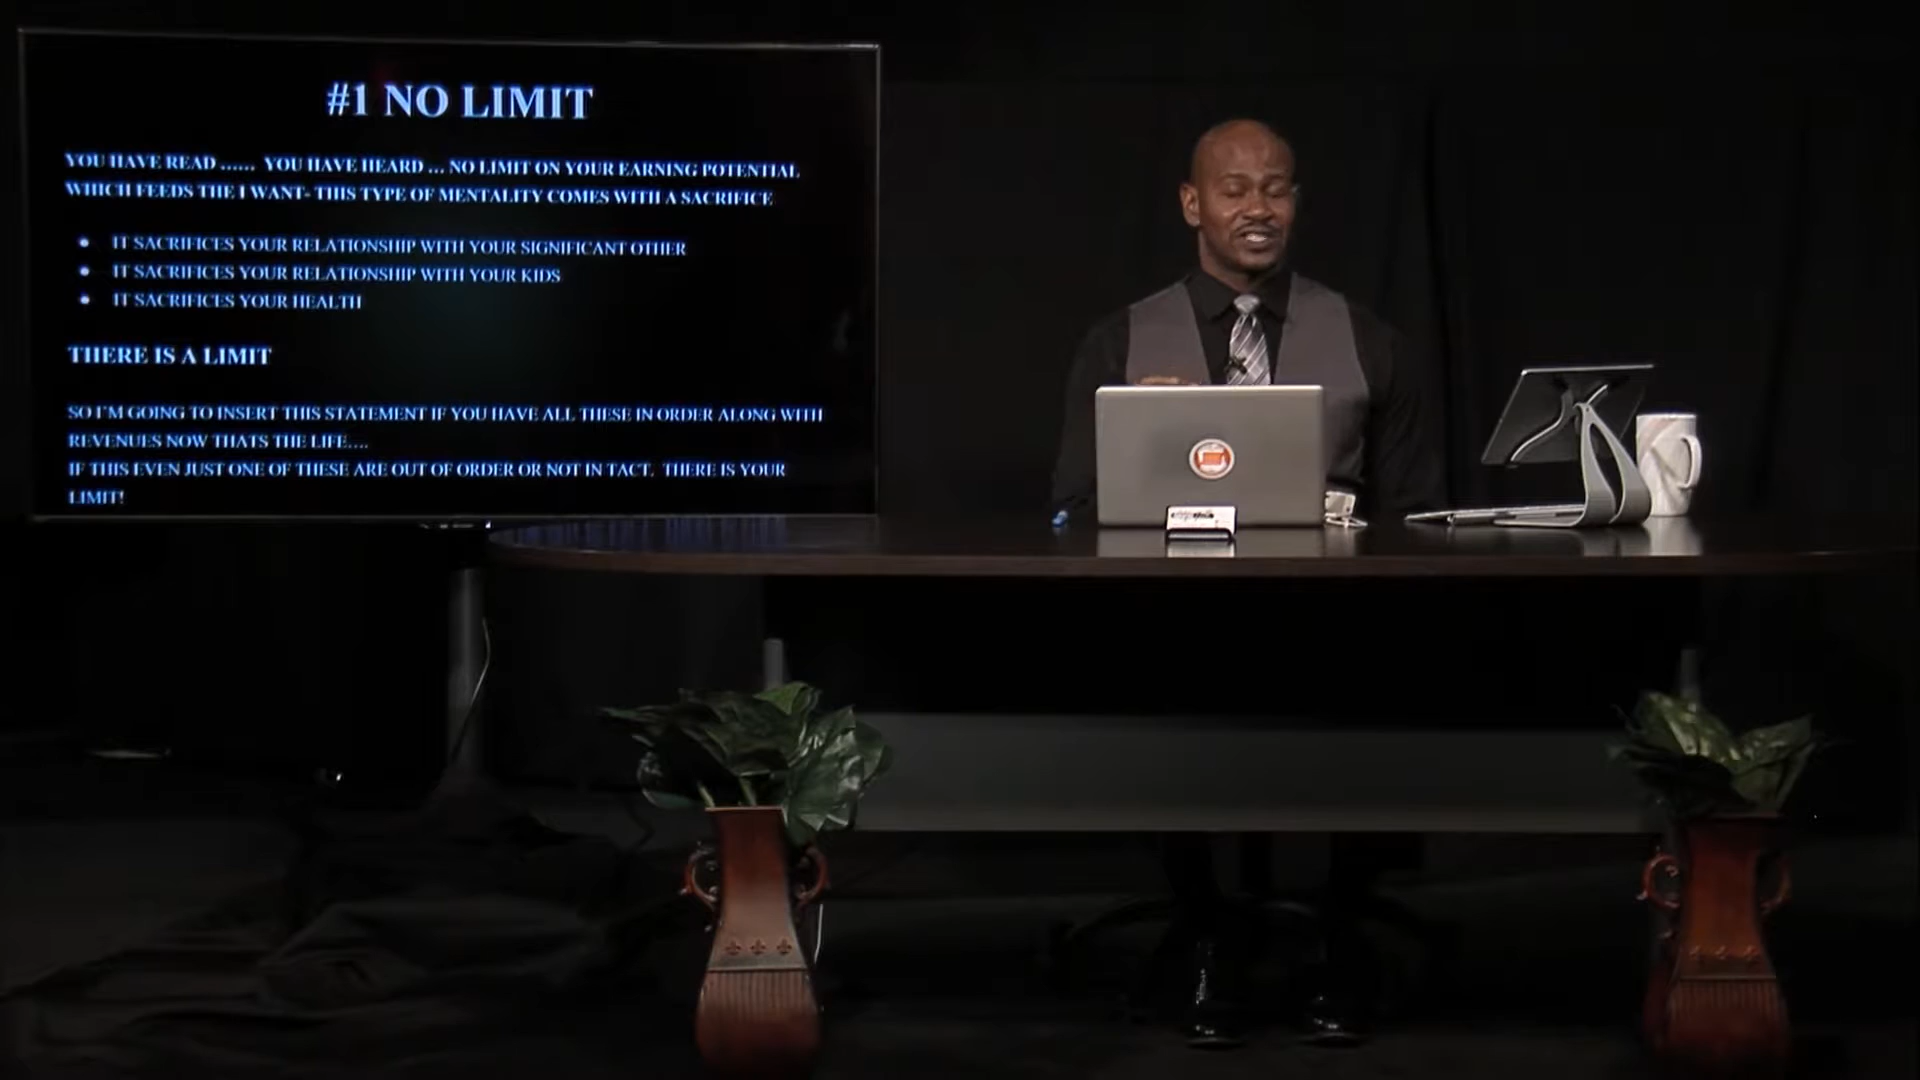 #1 NO LIMIT
YOU HAVE READ ...... YOU HAVE HEARD ... NO LIMIT ON YOUR EARNING POTENTIAL
WHICH FEEDS THE I WANT- THIS TYPE OF MENTALITY COMES WITH A SACRIFICE
• IT SACRIFICES YOUR RELATIONSHIP WITH YOUR SIGNIFICANT OTHER
• IT SACRIFICES YOUR RELATIONSHIP WITH YOUR KIDS
• IT SACRIFICES YOUR HEALTH
THERE IS A LIMIT
SO I'M GOING TO INSERT THIS STATEMENT IF YOU HAVE ALL THESE IN ORDER ALONG WITH
REVENUES NOW THATS THE LIFE....
IF THIS EVEN JUST ONE OF THESE ARE OUT OF ORDER OR NOT IN TACT. THERE IS YOUR
LIMIT!